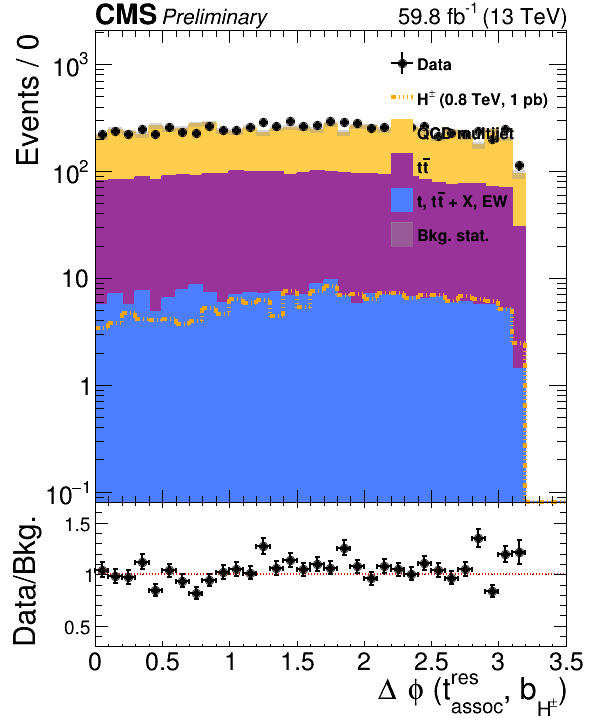 CMS Preliminary 59.8 fb⁻¹ (13 TeV)
Events / 0
10³
10²
10
1
10⁻¹
Data
H± (0.8 TeV, 1 pb)
QCD multijet
tt̄
t, tt̄ + X, EW
Bkg. stat.
Data/Bkg.
1.5
1
0.5
0 0.5 1 1.5 2 2.5 3 3.5
Δ ϕ (t^res_assoc, b_H±)